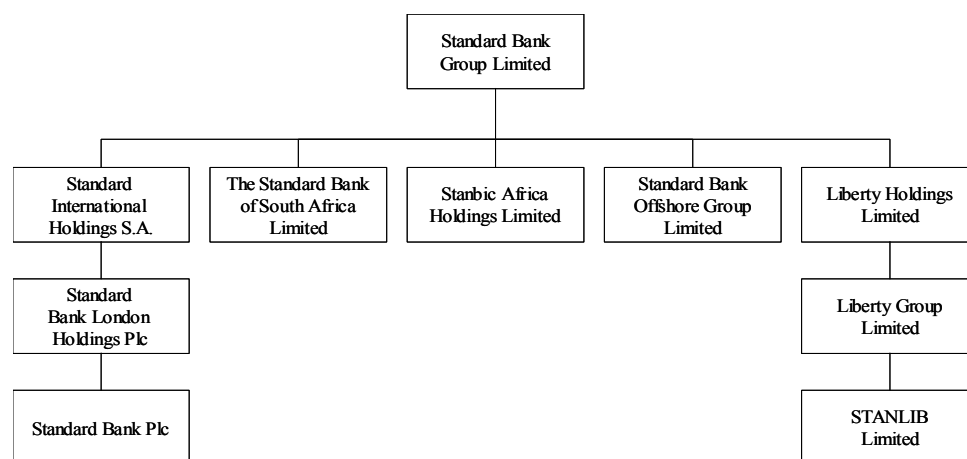 Standard Bank
Group Limited
Standard
International
Holdings S.A.
The Standard Bank
of South Africa
Limited
Stanbic Africa
Holdings Limited
Standard Bank
Offshore Group
Limited
Liberty Holdings
Limited
Standard
Bank London
Holdings Plc
Liberty Group
Limited
Standard Bank Plc
STANLIB
Limited